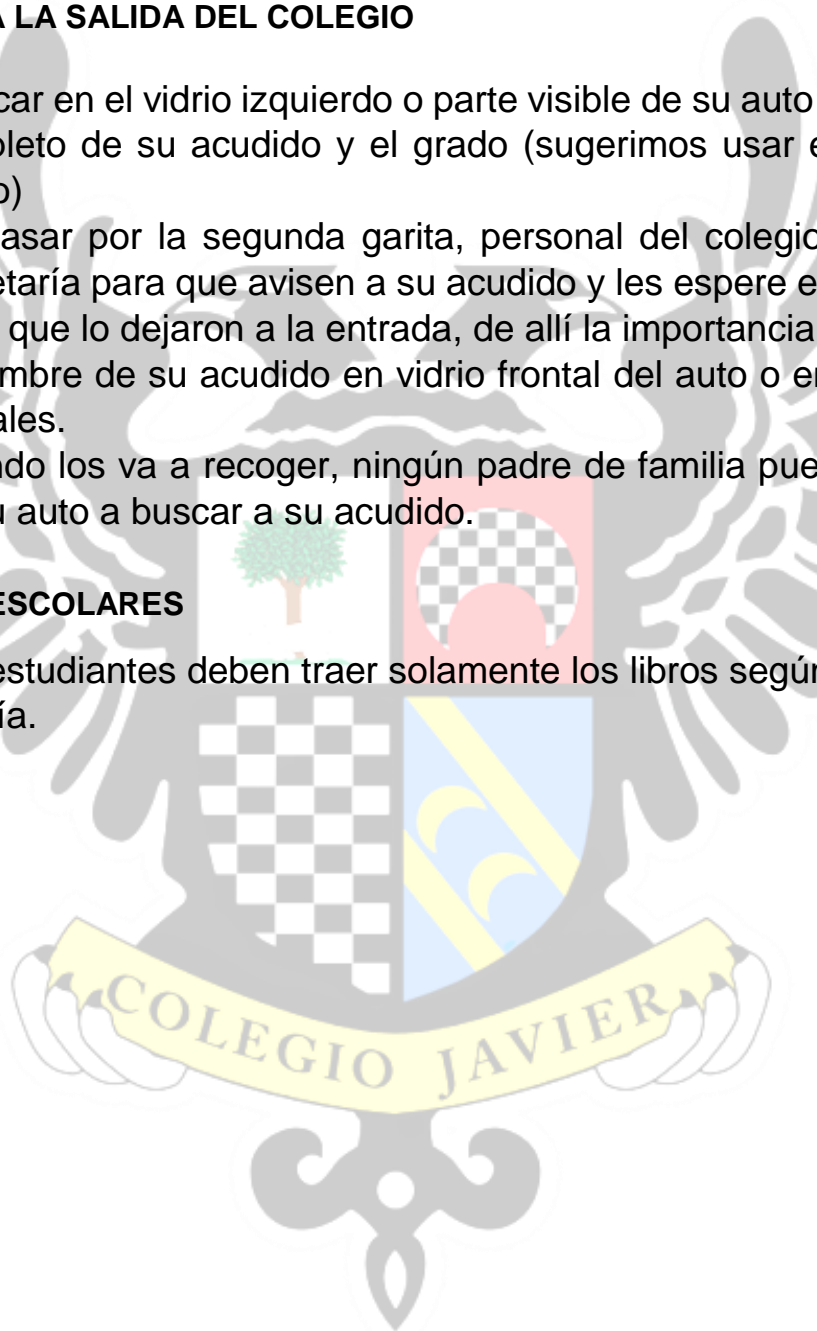 A LA SALIDA DEL COLEGIO
car en el vidrio izquierdo o parte visible de su auto
pleto de su acudido y el grado (sugerimos usar e
o)
asar por la segunda garita, personal del colegio
etaría para que avisen a su acudido y les espere e
que lo dejaron a la entrada, de allí la importancia
mbre de su acudido en vidrio frontal del auto o en
ales.
ndo los va a recoger, ningún padre de familia pue
u auto a buscar a su acudido.
ESCOLARES
estudiantes deben traer solamente los libros según
ía.
COLEGIO JAVIER